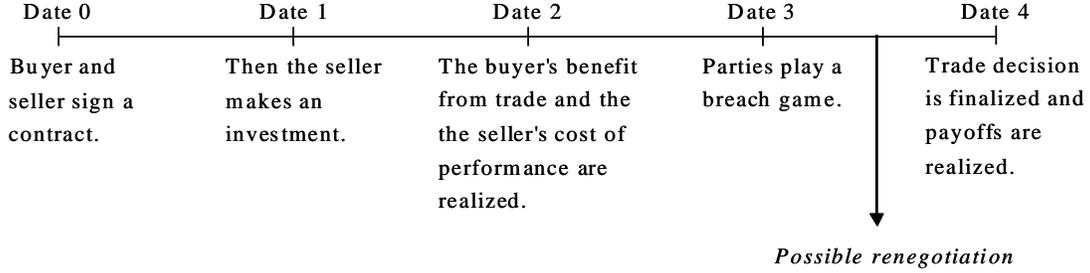 Date 0 Date 1 Date 2 Date 3 Date 4
Buyer and
seller sign a
contract.
Then the seller
makes an
investment.
The buyer's benefit
from trade and the
the seller's cost of
performance are
realized.
Parties play a
breach game.
Trade decision
is finalized and
payoffs are
realized.
Possible renegotiation